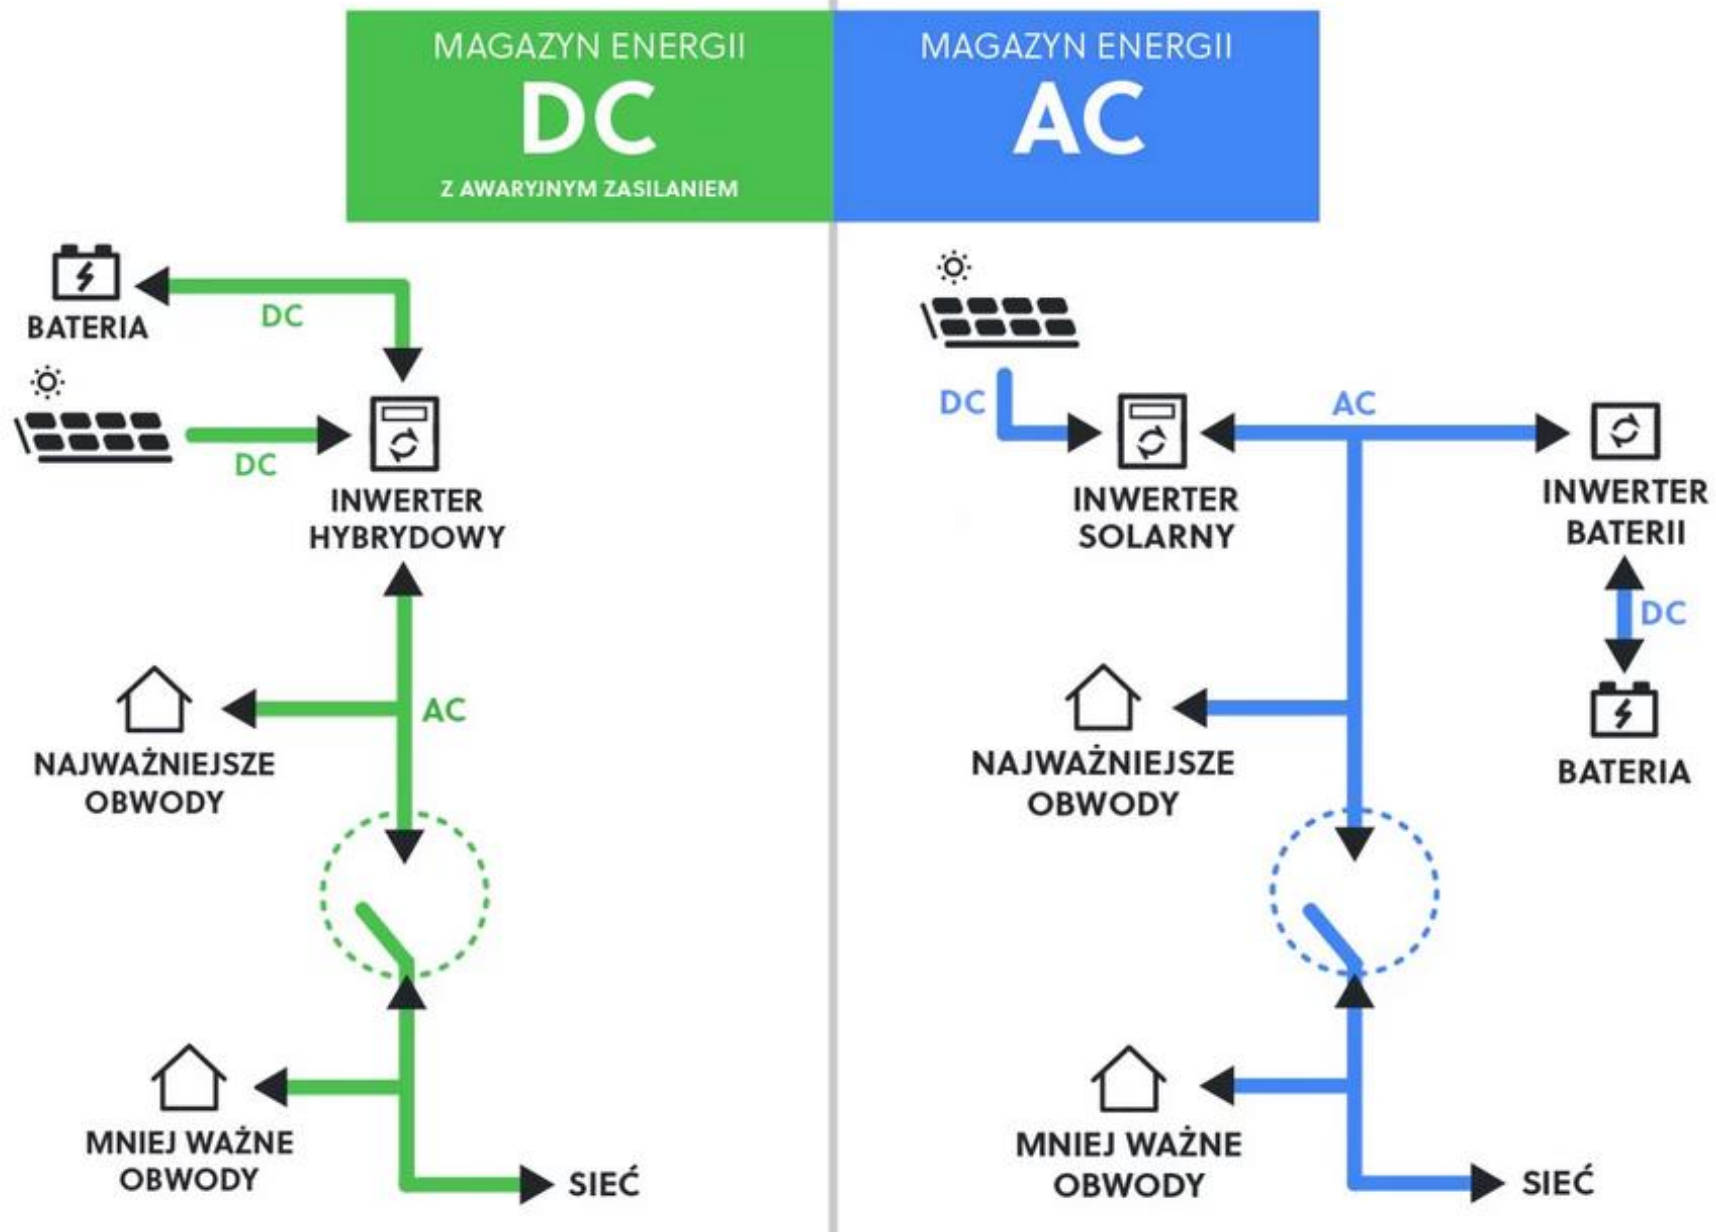 MAGAZYN ENERGII
DC
Z AWARYJNYM ZASILANIEM
BATERIA
DC
DC
INWERTER
HYBRYDOWY
AC
NAJWAŻNIEJSZE
OBWODY
MNIEJ WAŻNE
OBWODY
SIEĆ
MAGAZYN ENERGII
AC
DC
INWERTER
SOLARNY
AC
INWERTER
BATERII
DC
BATERIA
NAJWAŻNIEJSZE
OBWODY
MNIEJ WAŻNE
OBWODY
SIEĆ